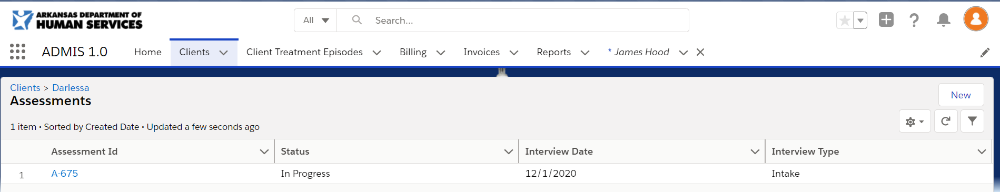 ARKANSAS DEPARTMENT OF
HUMAN SERVICES
All
Search...
ADMIS 1.0
Home
Clients
Client Treatment Episodes
Billing
Invoices
Reports
* James Hood
Clients > Darlessa
Assessments
New
1 item • Sorted by Created Date • Updated a few seconds ago
Assessment Id
Status
Interview Date
Interview Type
1
A-675
In Progress
12/1/2020
Intake